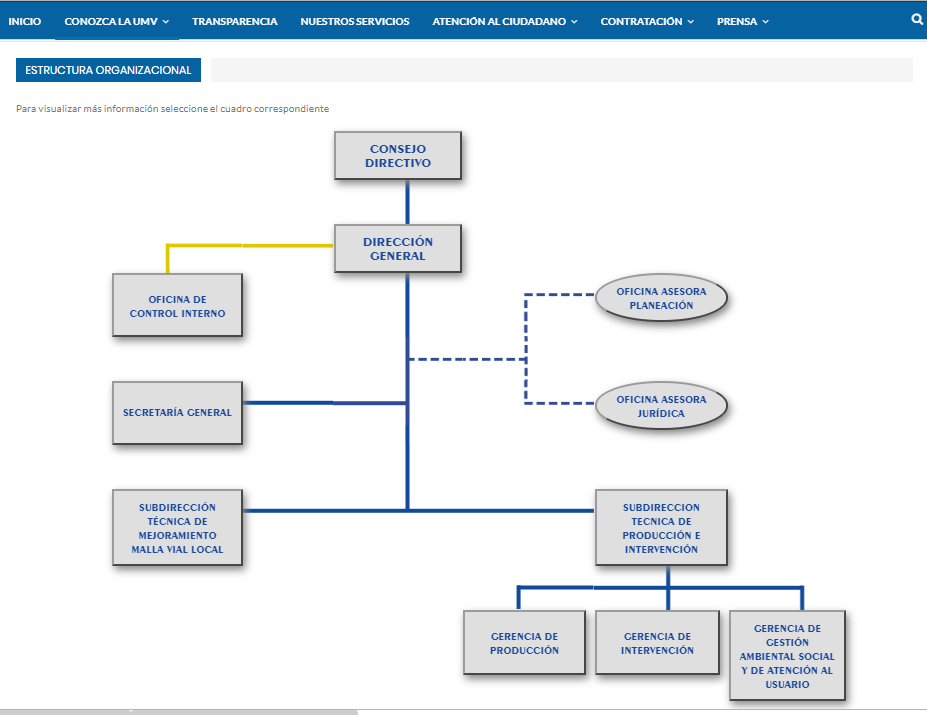 INICIO CONOZCA LA UMV TRANSPARENCIA NUESTROS SERVICIOS ATENCIÓN AL CIUDADANO CONTRATACIÓN PRENSA
ESTRUCTURA ORGANIZACIONAL
Para visualizar más información seleccione el cuadro correspondiente
CONSEJO
DIRECTIVO
DIRECCIÓN
GENERAL
OFICINA DE
CONTROL INTERNO
OFICINA ASESORA
PLANEACIÓN
SECRETARÍA GENERAL
OFICINA ASESORA
JURÍDICA
SUBDIRECCIÓN
TÉCNICA DE
MEJORAMIENTO
MALLA VIAL LOCAL
SUBDIRECCION
TECNICA DE
PRODUCCIÓN E
INTERVENCIÓN
GERENCIA DE
PRODUCCIÓN
GERENCIA DE
INTERVENCIÓN
GERENCIA DE
GESTIÓN
AMBIENTAL SOCIAL
Y DE ATENCIÓN AL
USUARIO